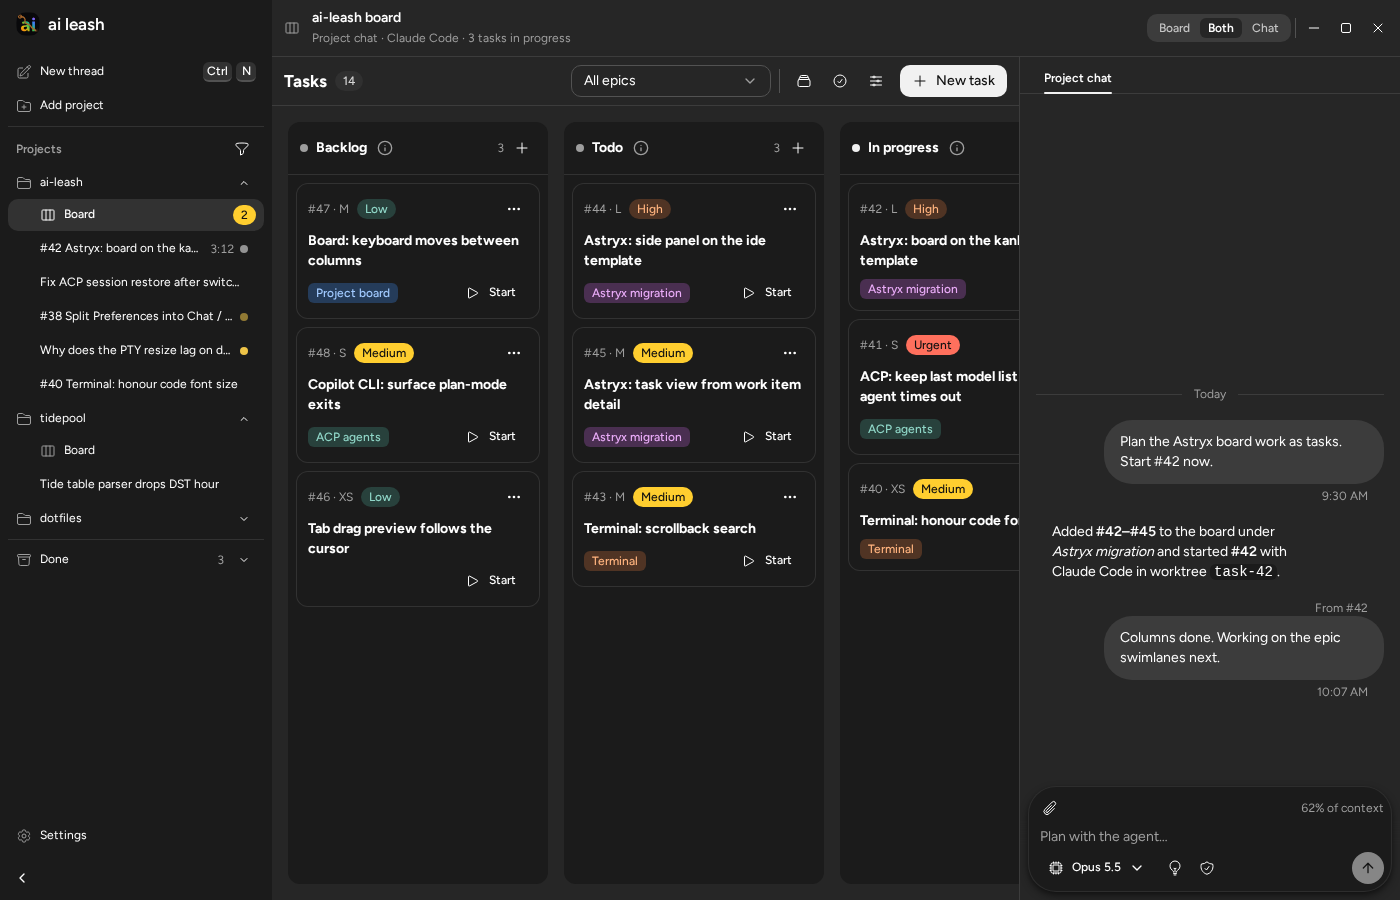 ai leash
New thread
Ctrl N
Add project
Projects
ai-leash
Board
2
#42 Astryx: board on the ka...
3:12
Fix ACP session restore after switc...
#38 Split Preferences into Chat / ...
Why does the PTY resize lag on d...
#40 Terminal: honour code font size
tidepool
Board
Tide table parser drops DST hour
dotfiles
Done
3
Settings
ai-leash board
Project chat · Claude Code · 3 tasks in progress
Board
Both
Chat
Tasks
14
All epics
New task
Backlog
3
#47 · M
Low
Board: keyboard moves between
columns
Project board
Start
#48 · S
Medium
Copilot CLI: surface plan-mode
exits
ACP agents
Start
#46 · XS
Low
Tab drag preview follows the
cursor
Start
Todo
3
#44 · L
High
Astryx: side panel on the ide
template
Astryx migration
Start
#45 · M
Medium
Astryx: task view from work item
detail
Astryx migration
Start
#43 · M
Medium
Terminal: scrollback search
Terminal
Start
In progress
#42 · L
High
Astryx: board on the kan
template
Astryx migration
#41 · S
Urgent
ACP: keep last model list
agent times out
ACP agents
#40 · XS
Medium
Terminal: honour code fo
Terminal
Project chat
Today
Plan the Astryx board work as tasks.
Start #42 now.
9:30 AM
Added #42–#45 to the board under
Astryx migration and started #42 with
Claude Code in worktree task-42.
From #42
Columns done. Working on the epic
swimlanes next.
10:07 AM
62% of context
Plan with the agent...
Opus 5.5